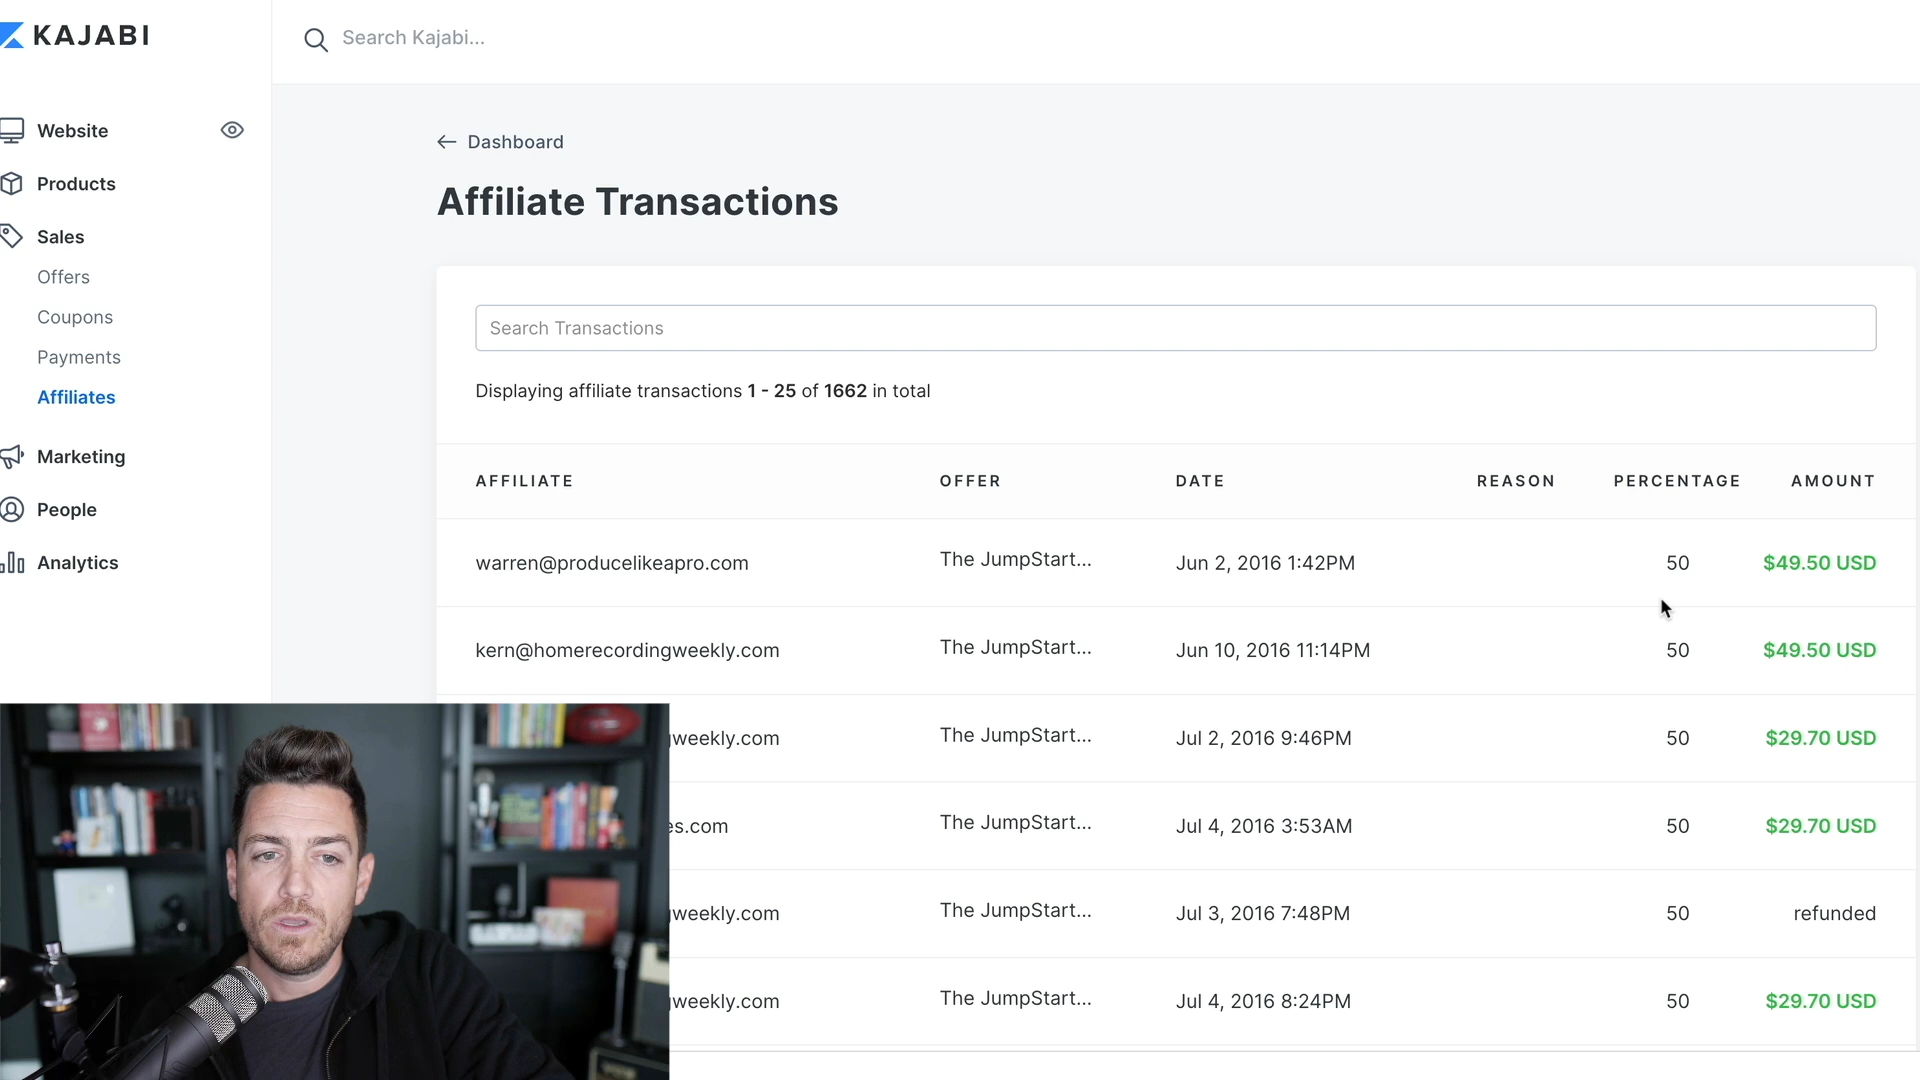 KAJABI
Search Kajabi...
Website
Products
Sales
Offers
Coupons
Payments
Affiliates
Marketing
People
Analytics
Dashboard
Affiliate Transactions
Search Transactions
Displaying affiliate transactions 1 - 25 of 1662 in total
AFFILIATE OFFER DATE REASON PERCENTAGE AMOUNT
warren@producelikeapro.com The JumpStart... Jun 2, 2016 1:42PM 50 $49.50 USD
kern@homerecordingweekly.com The JumpStart... Jun 10, 2016 11:14PM 50 $49.50 USD
weekly.com The JumpStart... Jul 2, 2016 9:46PM 50 $29.70 USD
es.com The JumpStart... Jul 4, 2016 3:53AM 50 $29.70 USD
weekly.com The JumpStart... Jul 3, 2016 7:48PM 50 refunded
weekly.com The JumpStart... Jul 4, 2016 8:24PM 50 $29.70 USD